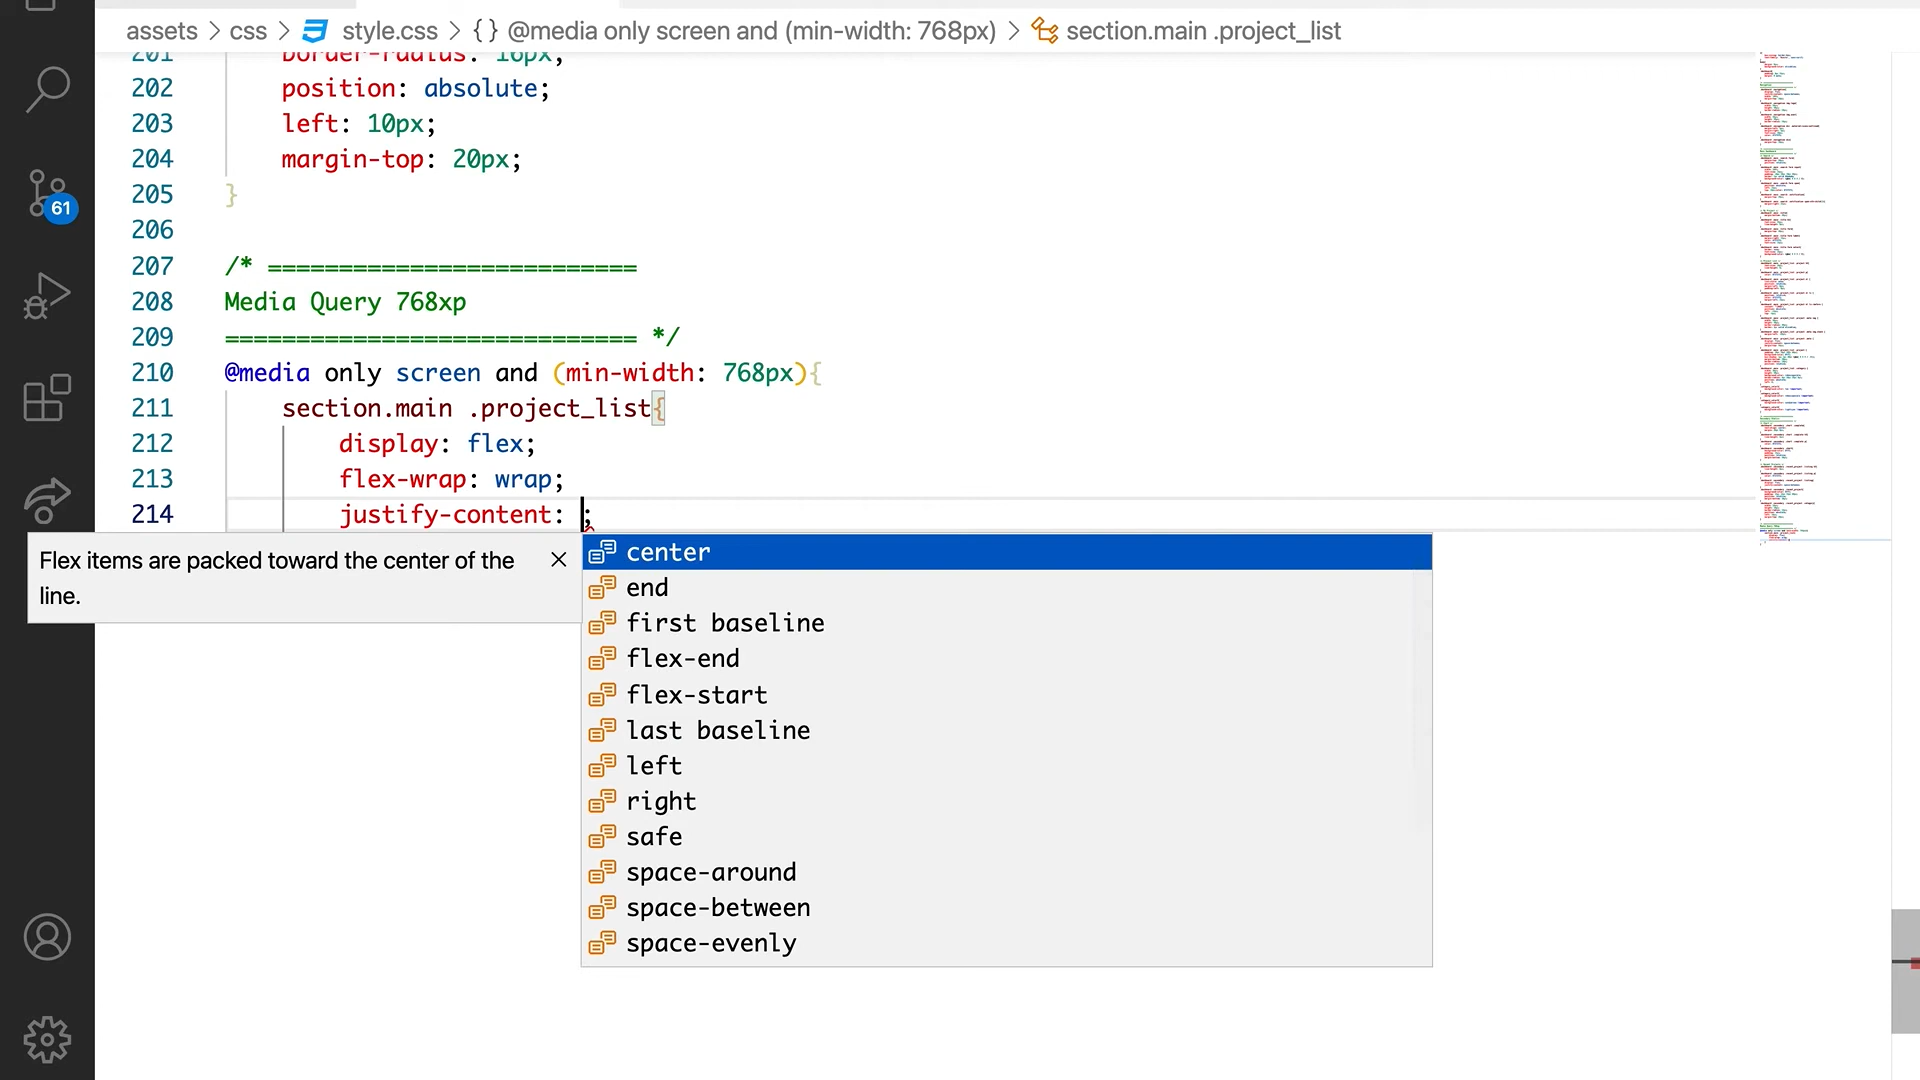 assets > css > style.css > {} @media only screen and (min-width: 768px) > section.main .project_list
201 border-radius: 16px;
202 position: absolute;
203 left: 10px;
204 margin-top: 20px;
205 }
206
207 /* ==========================
208 Media Query 768xp
209 ============================= */
210 @media only screen and (min-width: 768px){
211 section.main .project_list{
212 display: flex;
213 flex-wrap: wrap;
214 justify-content: ;
61
Flex items are packed toward the center of the
line.
center
end
first baseline
flex-end
flex-start
last baseline
left
right
safe
space-around
space-between
space-evenly